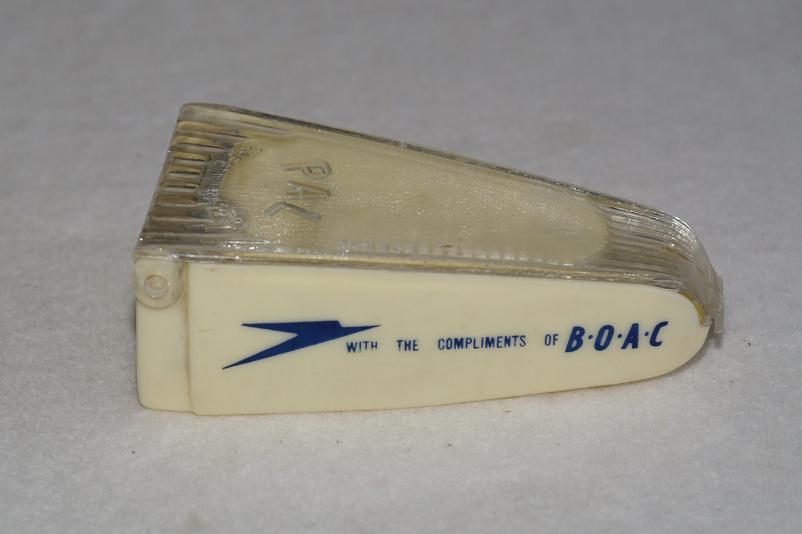 PAL
WITH THE COMPLIMENTS OF B·O·A·C